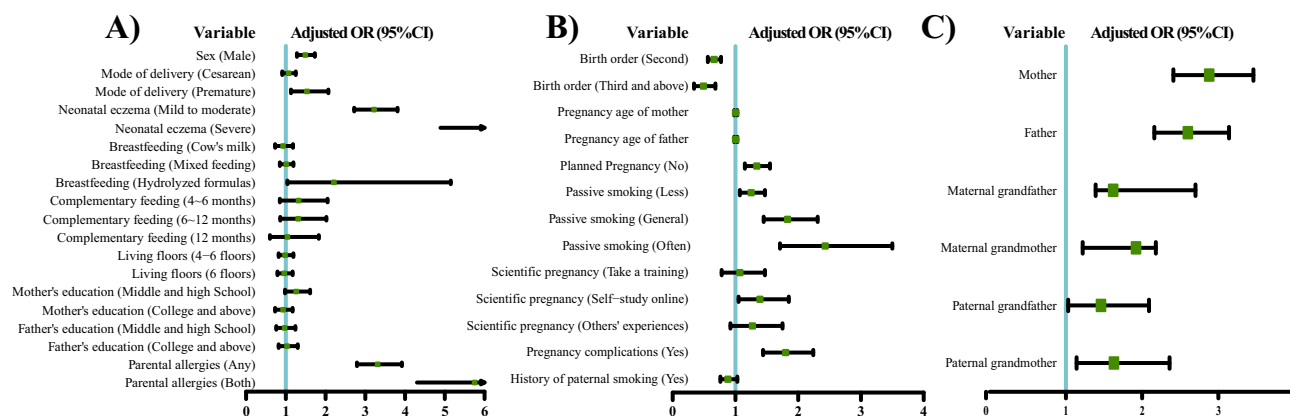 A)
Variable Adjusted OR (95%CI)
Sex (Male)
Mode of delivery (Cesarean)
Mode of delivery (Premature)
Neonatal eczema (Mild to moderate)
Neonatal eczema (Severe)
Breastfeeding (Cow's milk)
Breastfeeding (Mixed feeding)
Breastfeeding (Hydrolyzed formulas)
Complementary feeding (4~6 months)
Complementary feeding (6~12 months)
Complementary feeding (12 months)
Living floors (4−6 floors)
Living floors (6 floors)
Mother's education (Middle and high School)
Mother's education (College and above)
Father's education (Middle and high School)
Father's education (College and above)
Parental allergies (Any)
Parental allergies (Both)
0 1 2 3 4 5 6
B)
Variable Adjusted OR (95%CI)
Birth order (Second)
Birth order (Third and above)
Pregnancy age of mother
Pregnancy age of father
Planned Pregnancy (No)
Passive smoking (Less)
Passive smoking (General)
Passive smoking (Often)
Scientific pregnancy (Take a training)
Scientific pregnancy (Self−study online)
Scientific pregnancy (Others' experiences)
Pregnancy complications (Yes)
History of paternal smoking (Yes)
0 1 2 3 4
C)
Variable Adjusted OR (95%CI)
Mother
Father
Maternal grandfather
Maternal grandmother
Paternal grandfather
Paternal grandmother
0 1 2 3